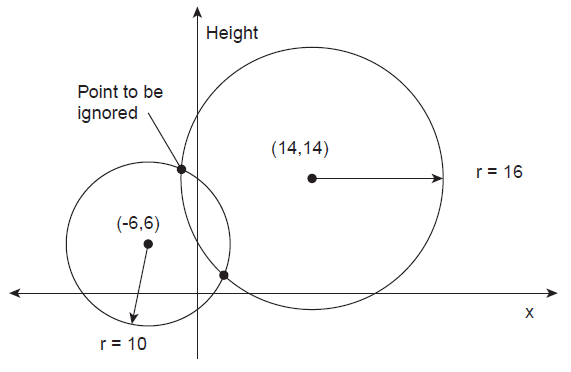 Height
Point to be
ignored
(14,14)
r = 16
(-6,6)
x
r = 10